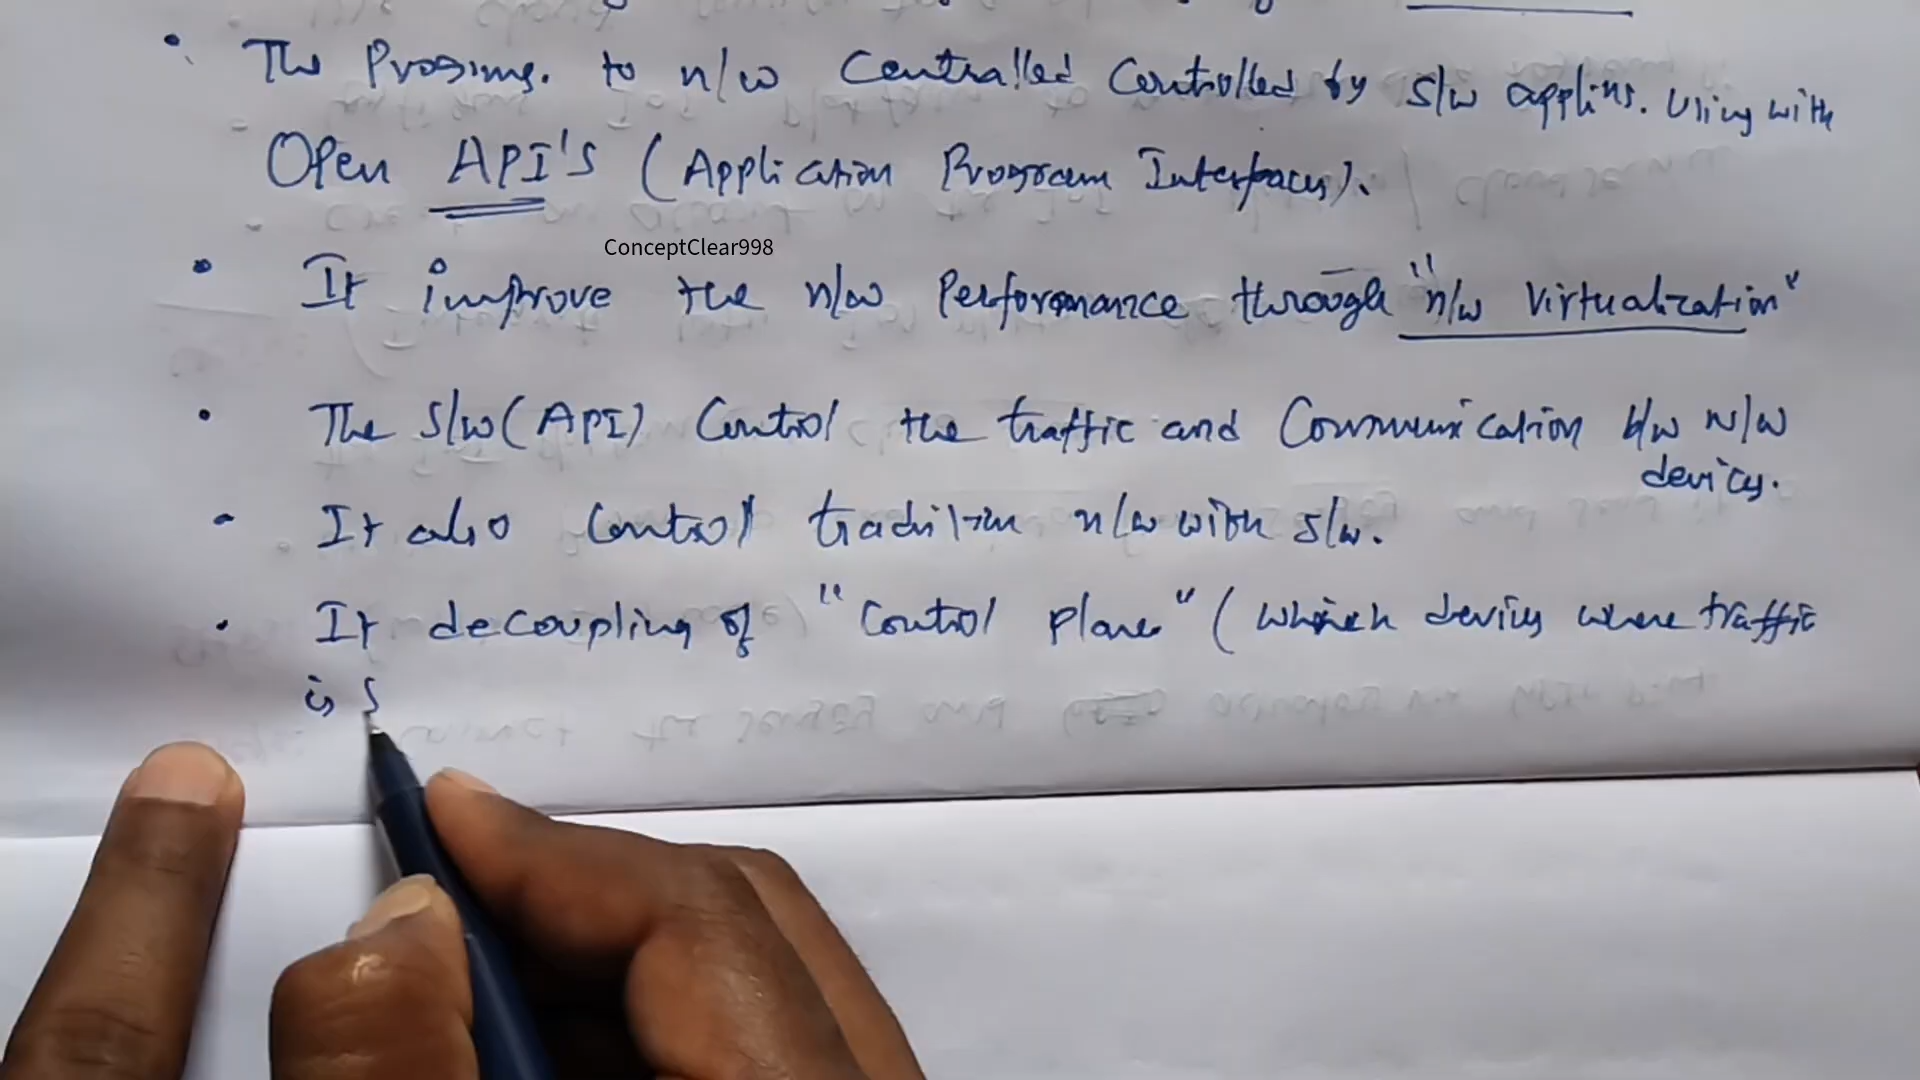 • The Progrmg. to n/w Centralled Controlled by s/w applins. Using with
Open API's (Application Program Interfaces).
ConceptClear998
• It improve the n/w Performance through "n/w Virtualization"
• The S/w (API) Control the traffic and Communication b/w N/W
devices.
- It also Control tradition n/w with s/w.
• It decoupling of "Control plane" (which devices where traffic
is S